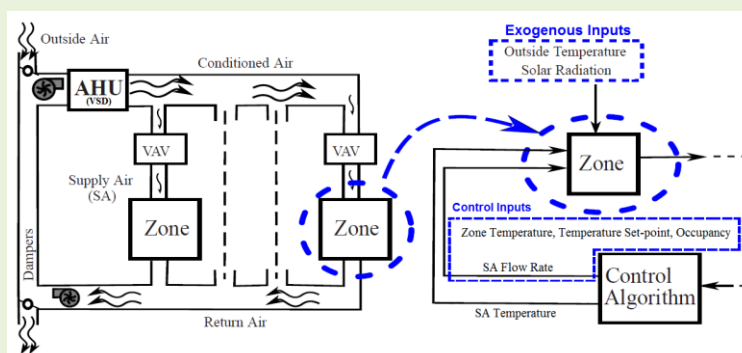 Outside Air
AHU
(VSD)
Conditioned Air
VAV
VAV
Supply Air
(SA)
Zone
Zone
Dampers
Return Air
Exogenous Inputs
Outside Temperature
Solar Radiation
Zone
Control Inputs
Zone Temperature, Temperature Set-point, Occupancy
SA Flow Rate
SA Temperature
Control
Algorithm